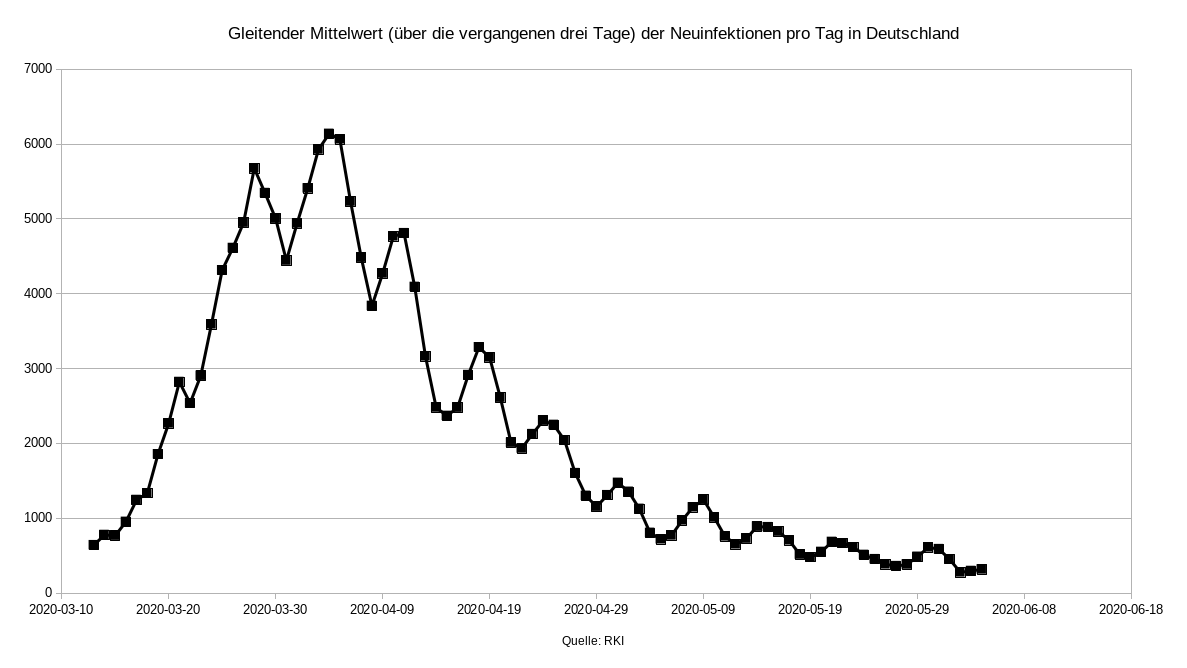 Gleitender Mittelwert (über die vergangenen drei Tage) der Neuinfektionen pro Tag in Deutschland
7000
6000
5000
4000
3000
2000
1000
0
2020-03-10 2020-03-20 2020-03-30 2020-04-09 2020-04-19 2020-04-29 2020-05-09 2020-05-19 2020-05-29 2020-06-08 2020-06-18
Quelle: RKI